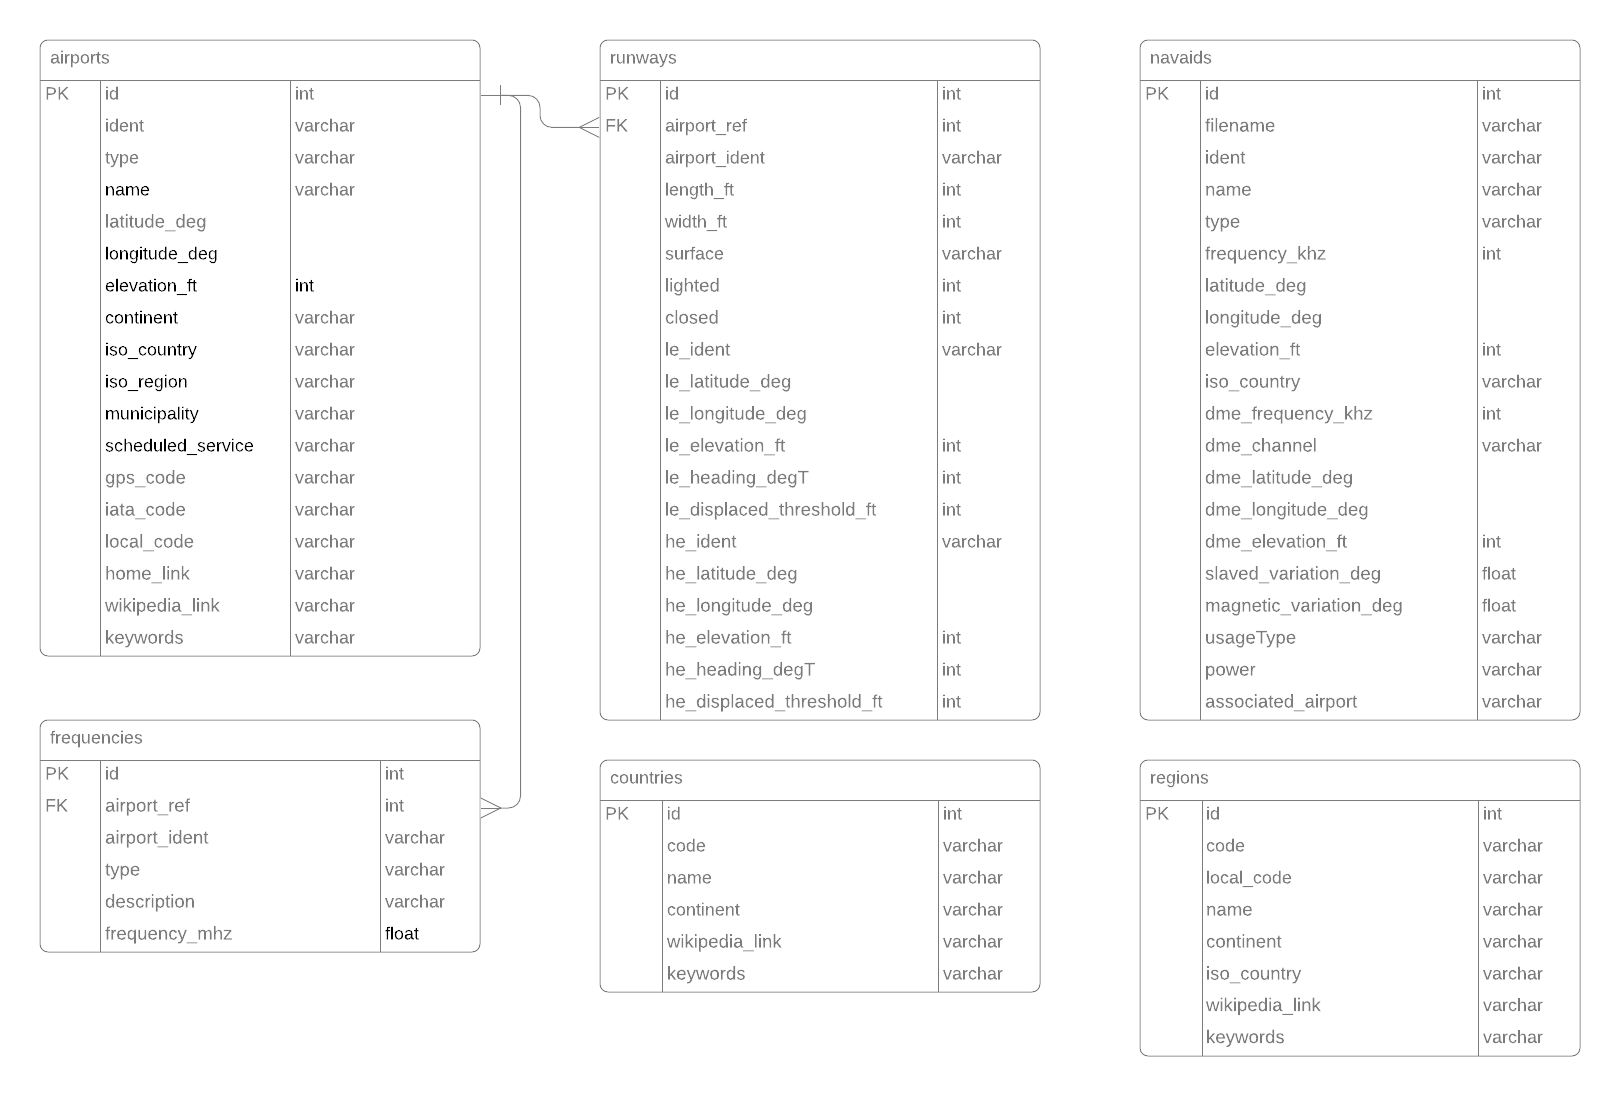 airports
PK id int
ident varchar
type varchar
name varchar
latitude_deg
longitude_deg
elevation_ft int
continent varchar
iso_country varchar
iso_region varchar
municipality varchar
scheduled_service varchar
gps_code varchar
iata_code varchar
local_code varchar
home_link varchar
wikipedia_link varchar
keywords varchar
runways
PK id int
FK airport_ref int
airport_ident varchar
length_ft int
width_ft int
surface varchar
lighted int
closed int
le_ident varchar
le_latitude_deg
le_longitude_deg
le_elevation_ft int
le_heading_degT int
le_displaced_threshold_ft int
he_ident varchar
he_latitude_deg
he_longitude_deg
he_elevation_ft int
he_heading_degT int
he_displaced_threshold_ft int
navaids
PK id int
filename varchar
ident varchar
name varchar
type varchar
frequency_khz int
latitude_deg
longitude_deg
elevation_ft int
iso_country varchar
dme_frequency_khz int
dme_channel varchar
dme_latitude_deg
dme_longitude_deg
dme_elevation_ft int
slaved_variation_deg float
magnetic_variation_deg float
usageType varchar
power varchar
associated_airport varchar
frequencies
PK id int
FK airport_ref int
airport_ident varchar
type varchar
description varchar
frequency_mhz float
countries
PK id int
code varchar
name varchar
continent varchar
wikipedia_link varchar
keywords varchar
regions
PK id int
code varchar
local_code varchar
name varchar
continent varchar
iso_country varchar
wikipedia_link varchar
keywords varchar